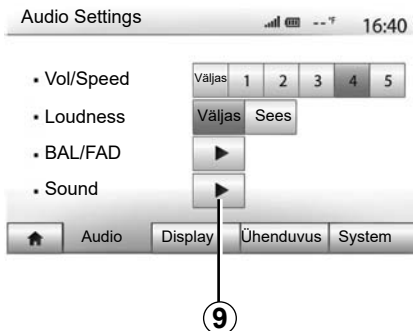 Audio Settings -- °F 16:40
• Vol/Speed Väljas 1 2 3 4 5
• Loudness Väljas Sees
• BAL/FAD
• Sound
Audio Display Ühenduvus System
9